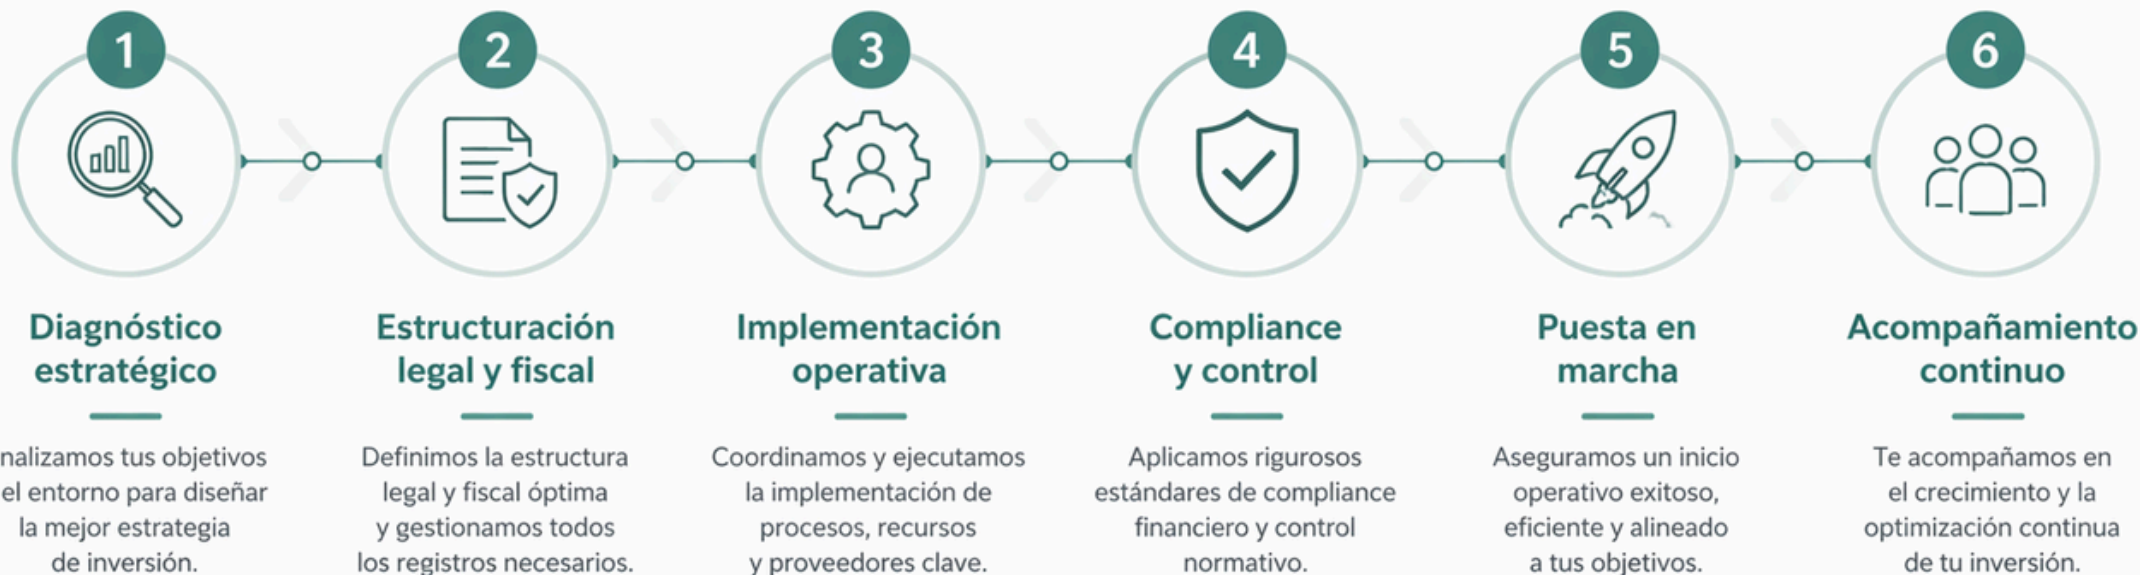 1
2
3
4
5
6
Diagnóstico
estratégico
nalizamos tus objetivos
el entorno para diseñar
la mejor estrategia
de inversión.
Estructuración
legal y fiscal
Definimos la estructura
legal y fiscal óptima
y gestionamos todos
los registros necesarios.
Implementación
operativa
Coordinamos y ejecutamos
la implementación de
procesos, recursos
y proveedores clave.
Compliance
y control
Aplicamos rigurosos
estándares de compliance
financiero y control
normativo.
Puesta en
marcha
Aseguramos un inicio
operativo exitoso,
eficiente y alineado
a tus objetivos.
Acompañamiento
continuo
Te acompañamos en
el crecimiento y la
optimización continua
de tu inversión.